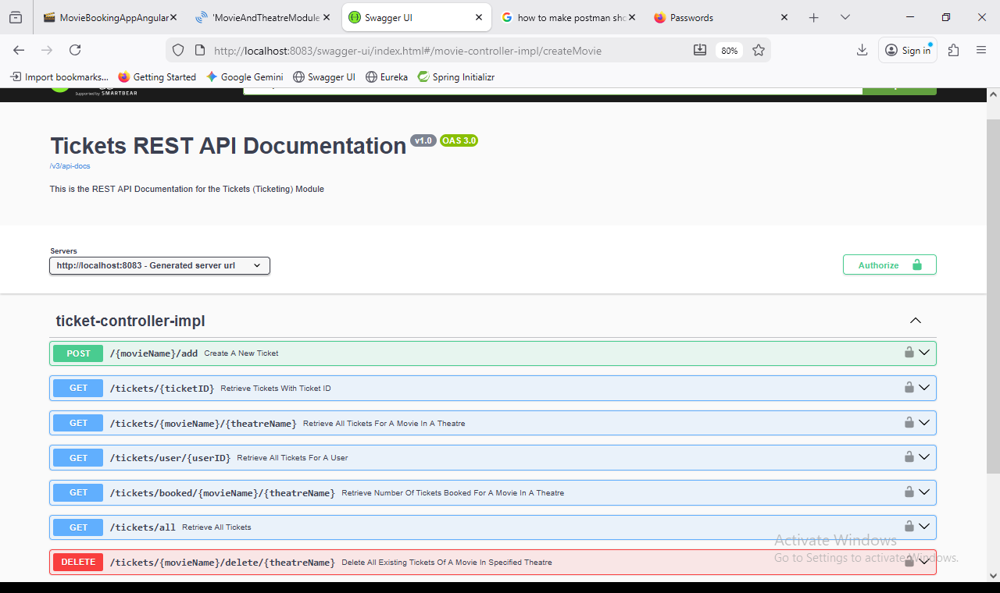 MovieBookingAppAngular
'MovieAndTheatreModule
Swagger UI
how to make postman sho
Passwords
http://localhost:8083/swagger-ui/index.html#/movie-controller-impl/createMovie
80%
Sign in
Import bookmarks...
Getting Started
Google Gemini
Swagger UI
Eureka
Spring Initializr
Supported by SMARTBEAR
Tickets REST API Documentation v1.0 OAS 3.0
/v3/api-docs
This is the REST API Documentation for the Tickets (Ticketing) Module
Servers
http://localhost:8083 - Generated server url
Authorize
ticket-controller-impl
POST /{movieName}/add Create A New Ticket
GET /tickets/{ticketID} Retrieve Tickets With Ticket ID
GET /tickets/{movieName}/{theatreName} Retrieve All Tickets For A Movie In A Theatre
GET /tickets/user/{userID} Retrieve All Tickets For A User
GET /tickets/booked/{movieName}/{theatreName} Retrieve Number Of Tickets Booked For A Movie In A Theatre
GET /tickets/all Retrieve All Tickets
Activate Windows
Go to Settings to activate Windows.
DELETE /tickets/{movieName}/delete/{theatreName} Delete All Existing Tickets Of A Movie In Specified Theatre